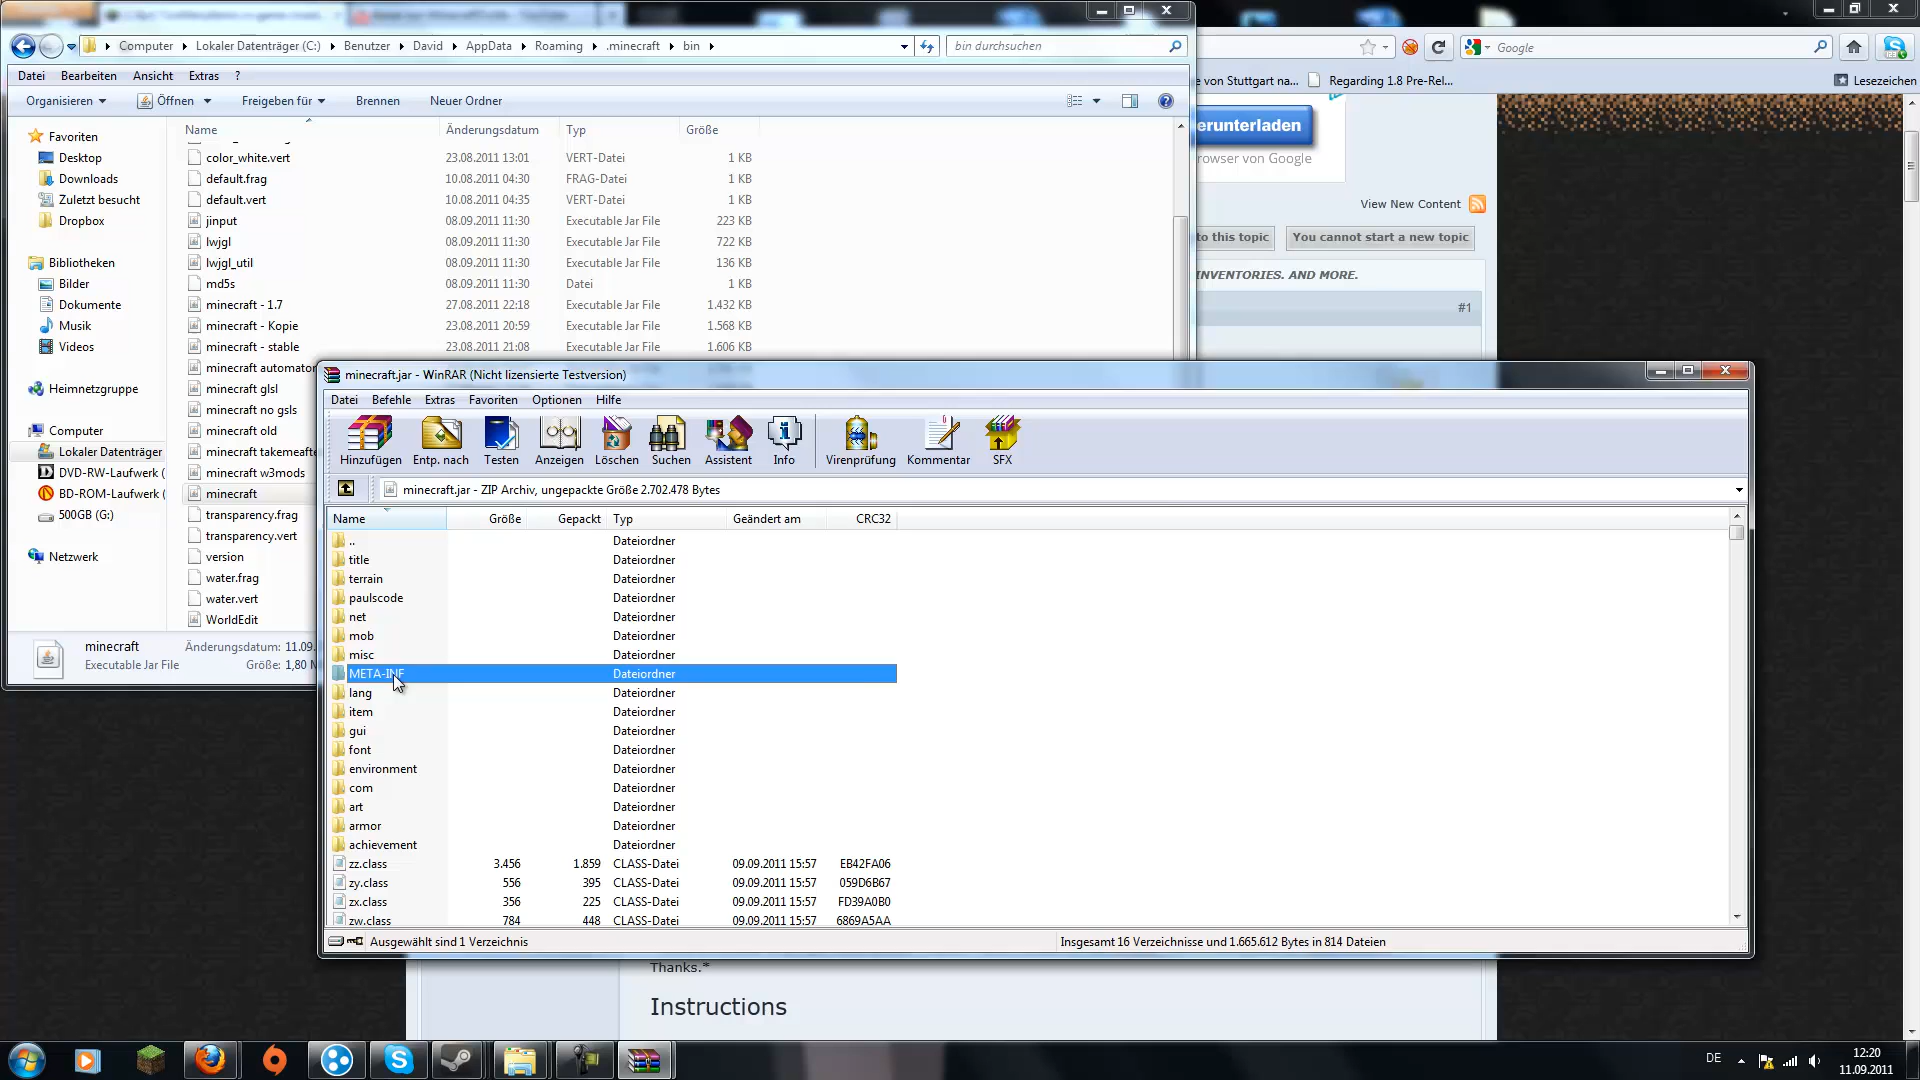 Computer ▸ Lokaler Datenträger (C:) ▸ Benutzer ▸ David ▸ AppData ▸ Roaming ▸ .minecraft ▸ bin ▸
bin durchsuchen
Google
Datei Bearbeiten Ansicht Extras ?
e von Stuttgart na... Regarding 1.8 Pre-Rel... Lesezeichen
Organisieren Öffnen Freigeben für Brennen Neuer Ordner
Name Änderungsdatum Typ Größe
Favoriten
Desktop
Downloads
Zuletzt besucht
Dropbox
Bibliotheken
Bilder
Dokumente
Musik
Videos
Heimnetzgruppe
Computer
Lokaler Datenträger
DVD-RW-Laufwerk (
BD-ROM-Laufwerk (
500GB (G:)
Netzwerk
color_white.vert 23.08.2011 13:01 VERT-Datei 1 KB
default.frag 10.08.2011 04:30 FRAG-Datei 1 KB
default.vert 10.08.2011 04:35 VERT-Datei 1 KB
jinput 08.09.2011 11:30 Executable Jar File 223 KB
lwjgl 08.09.2011 11:30 Executable Jar File 722 KB
lwjgl_util 08.09.2011 11:30 Executable Jar File 136 KB
md5s 08.09.2011 11:30 Datei 1 KB
minecraft - 1.7 27.08.2011 22:18 Executable Jar File 1.432 KB
minecraft - Kopie 23.08.2011 20:59 Executable Jar File 1.568 KB
minecraft - stable 23.08.2011 21:08 Executable Jar File 1.606 KB
minecraft automator
minecraft glsl
minecraft no gsls
minecraft old
minecraft takemeafte
minecraft w3mods
minecraft
transparency.frag
transparency.vert
version
water.frag
water.vert
WorldEdit
minecraft Änderungsdatum: 11.09.
Executable Jar File Größe: 1,80 M
erunterladen
rowser von Google
View New Content
to this topic You cannot start a new topic
INVENTORIES. AND MORE.
#1
minecraft.jar - WinRAR (Nicht lizensierte Testversion)
Datei Befehle Extras Favoriten Optionen Hilfe
Hinzufügen Entp. nach Testen Anzeigen Löschen Suchen Assistent Info Virenprüfung Kommentar SFX
minecraft.jar - ZIP Archiv, ungepackte Größe 2.702.478 Bytes
Name Größe Gepackt Typ Geändert am CRC32
.. Dateiordner
title Dateiordner
terrain Dateiordner
paulscode Dateiordner
net Dateiordner
mob Dateiordner
misc Dateiordner
META-INF Dateiordner
lang Dateiordner
item Dateiordner
gui Dateiordner
font Dateiordner
environment Dateiordner
com Dateiordner
art Dateiordner
armor Dateiordner
achievement Dateiordner
zz.class 3.456 1.859 CLASS-Datei 09.09.2011 15:57 EB42FA06
zy.class 556 395 CLASS-Datei 09.09.2011 15:57 059D6B67
zx.class 356 225 CLASS-Datei 09.09.2011 15:57 FD39A0B0
zw.class 784 448 CLASS-Datei 09.09.2011 15:57 6869A5AA
Ausgewählt sind 1 Verzeichnis Insgesamt 16 Verzeichnisse und 1.665.612 Bytes in 814 Dateien
Thanks.*
Instructions
DE 12:20
11.09.2011